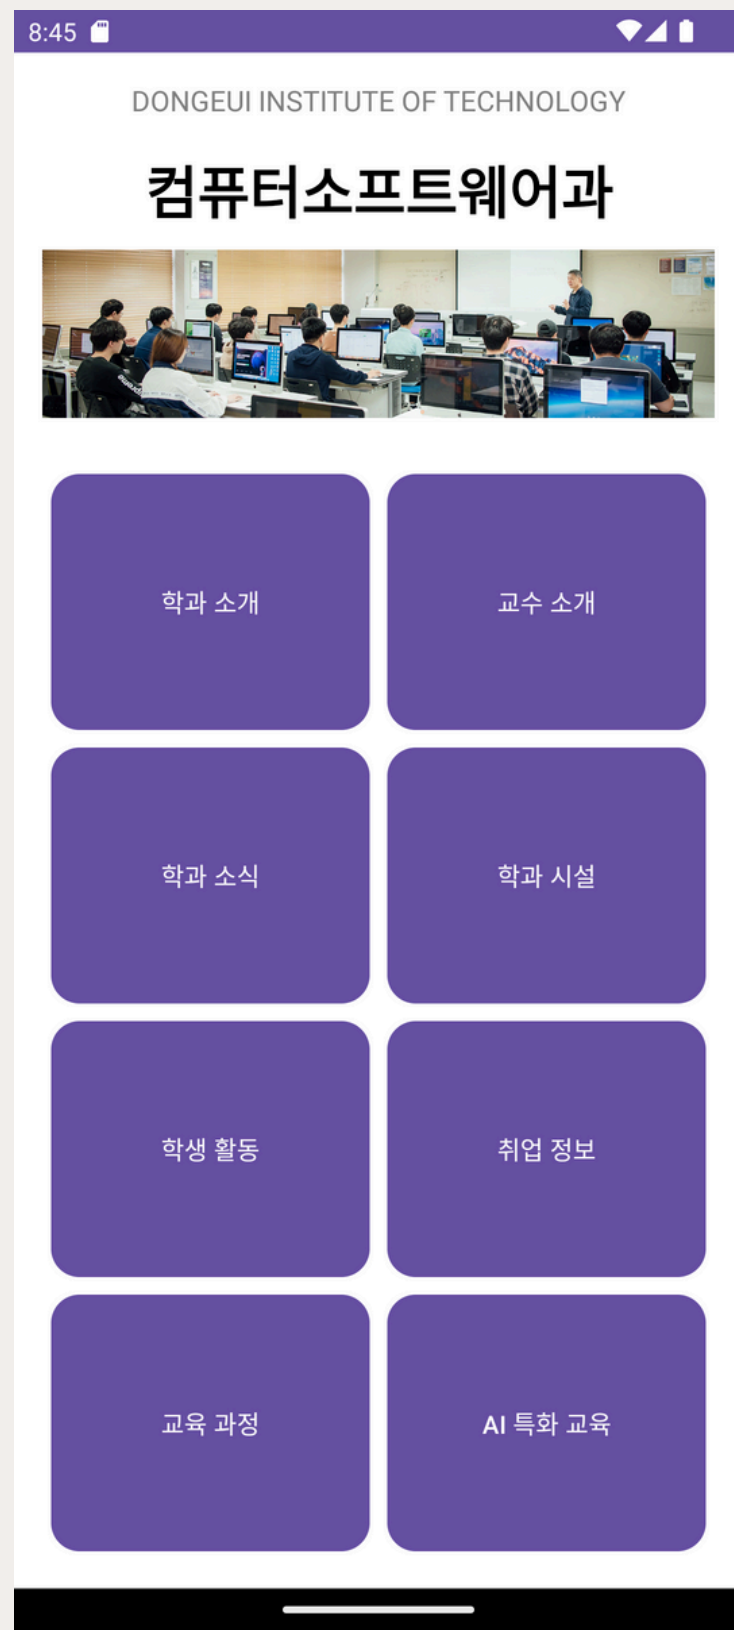 8:45
DONGEUI INSTITUTE OF TECHNOLOGY
컴퓨터소프트웨어과
학과 소개
교수 소개
학과 소식
학과 시설
학생 활동
취업 정보
교육 과정
AI 특화 교육